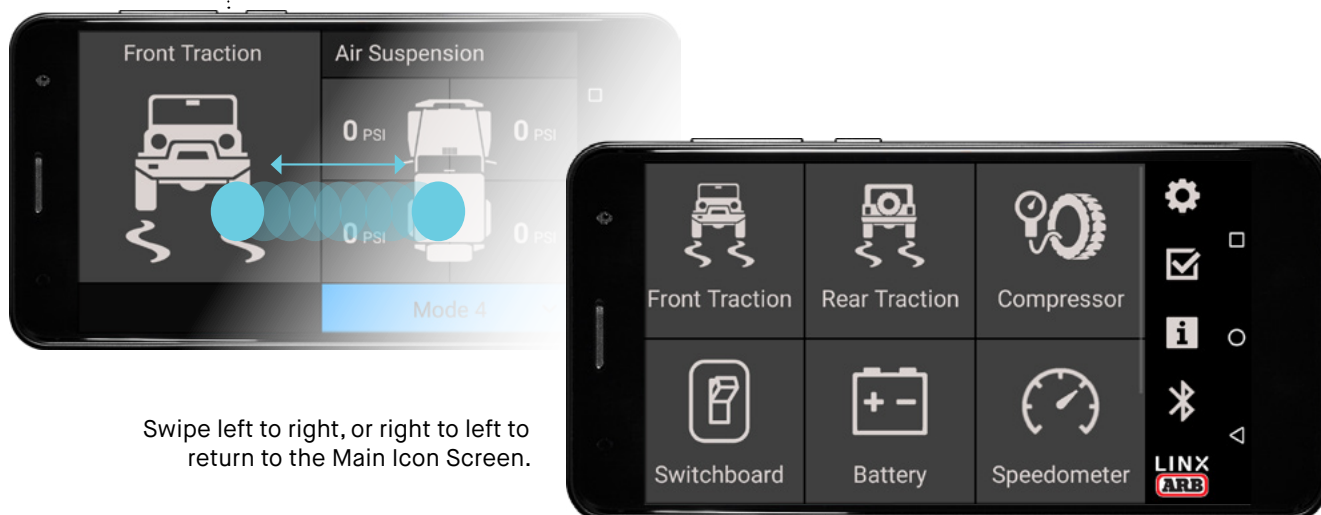 Front Traction
Air Suspension
0 PSI
0 PSI
0 PSI
0 PSI
Mode 4
Swipe left to right, or right to left to
return to the Main Icon Screen.
Front Traction
Rear Traction
Compressor
Switchboard
Battery
Speedometer
LINX
ARB